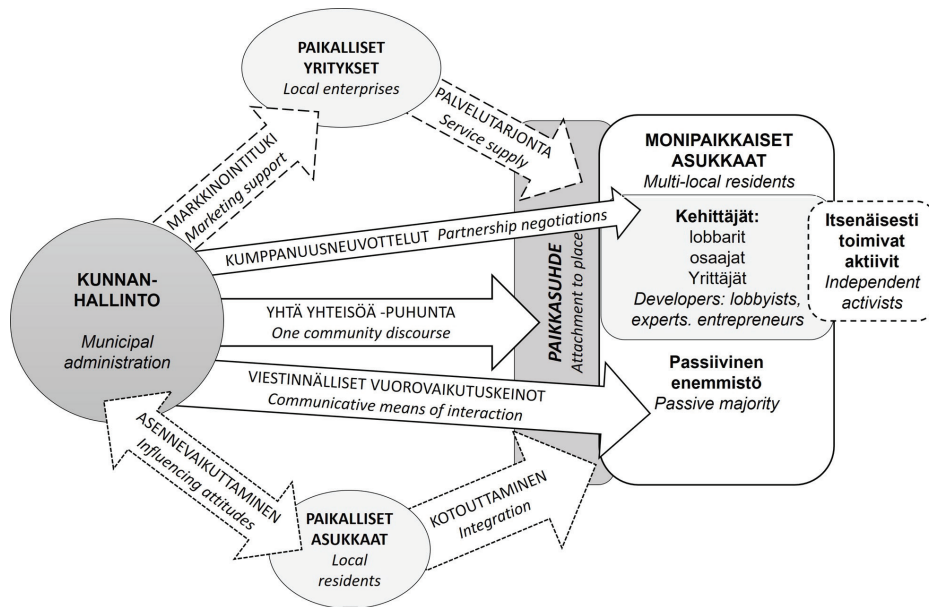 PAIKALLISET
YRITYKSET
Local enterprises
MARKKINOINTITUKI
Marketing support
PALVELUTARJONTA
Service supply
KUNNAN-
HALLINTO
Municipal
administration
KUMPPANUUSNEUVOTTELUT Partnership negotiations
YHTÄ YHTEISÖÄ -PUHUNTA
One community discourse
VIESTINNÄLLISET VUOROVAIKUTUSKEINOT
Communicative means of interaction
ASENNEVAIKUTTAMINEN
Influencing attitudes
PAIKALLISET
ASUKKAAT
Local
residents
KOTOUTTAMINEN
Integration
PAIKKASUHDE
Attachment to place
MONIPAIKKAISET
ASUKKAAT
Multi-local residents
Kehittäjät:
lobbarit
osaajat
Yrittäjät
Developers: lobbyists,
experts. entrepreneurs
Itsenäisesti
toimivat
aktiivit
Independent
activists
Passiivinen
enemmistö
Passive majority